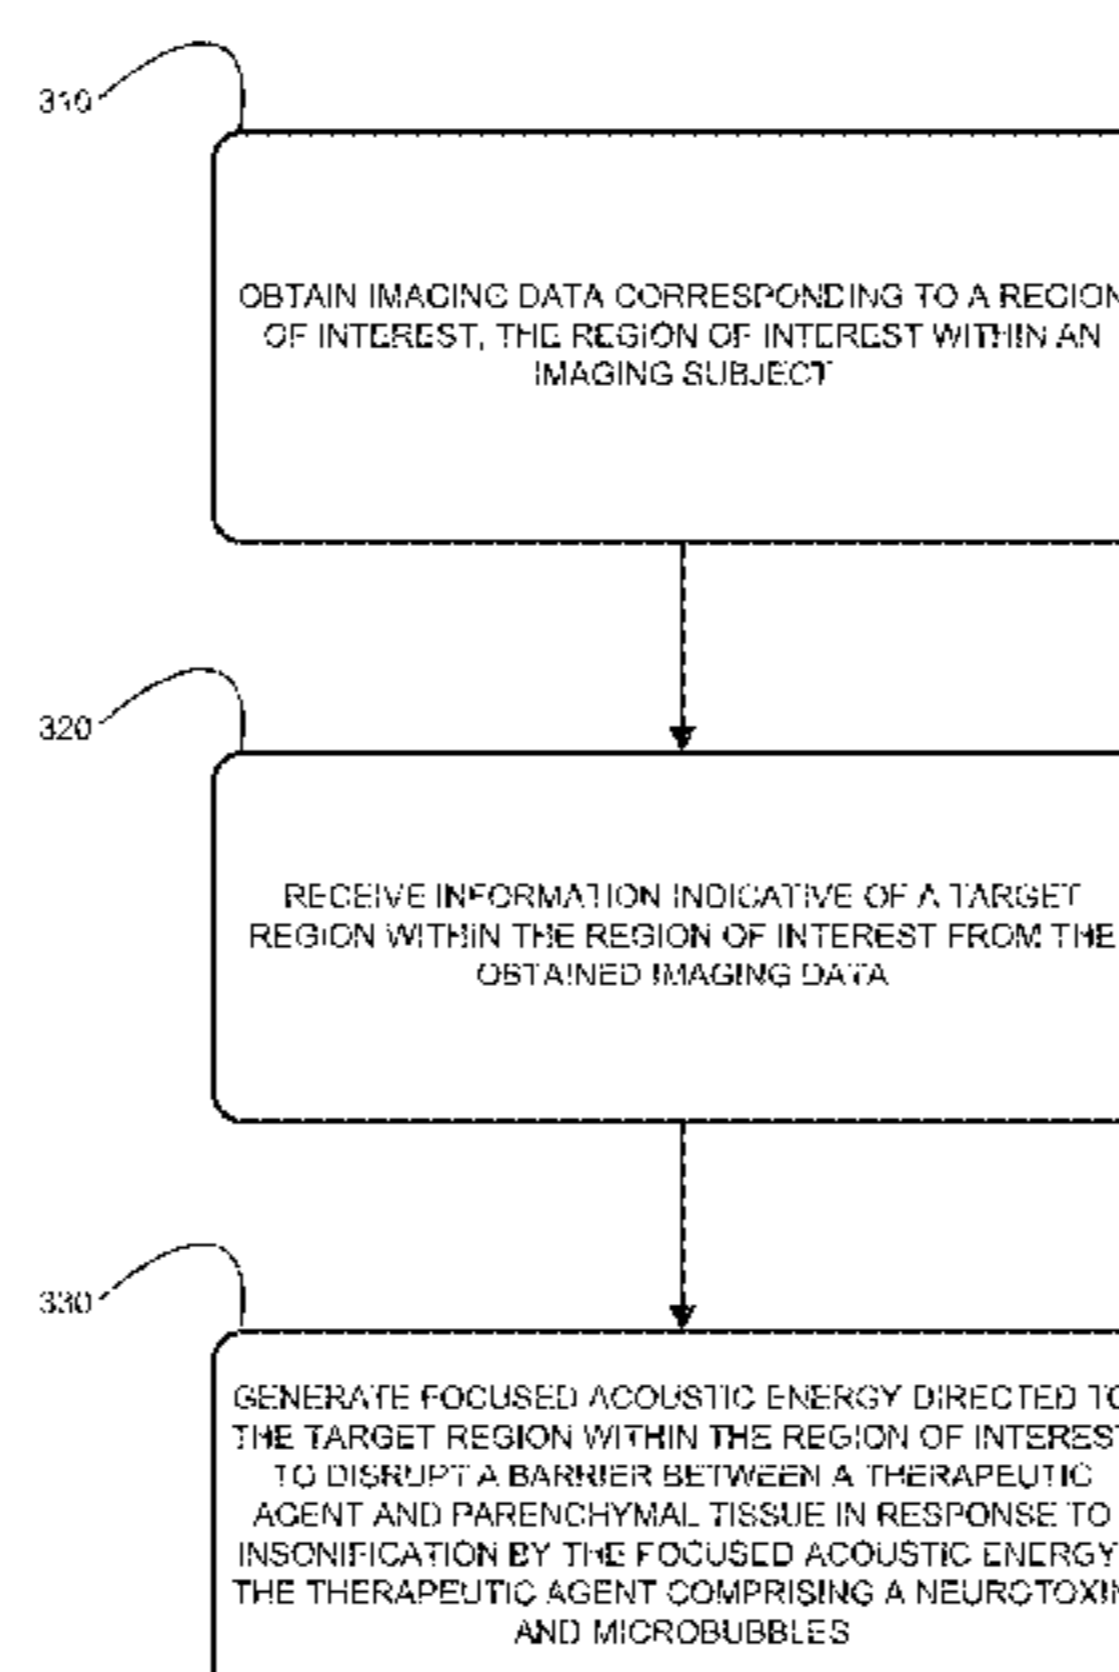 310
OBTAIN IMAGING DATA CORRESPONDING TO A REGION
OF INTEREST, THE REGION OF INTEREST WITHIN AN
IMAGING SUBJECT
320
RECEIVE INFORMATION INDICATIVE OF A TARGET
REGION WITHIN THE REGION OF INTEREST FROM THE
OBTAINED IMAGING DATA
330
GENERATE FOCUSED ACOUSTIC ENERGY DIRECTED TO
THE TARGET REGION WITHIN THE REGION OF INTEREST
TO DISRUPT A BARRIER BETWEEN A THERAPEUTIC
AGENT AND PARENCHYMAL TISSUE IN RESPONSE TO
INSONIFICATION BY THE FOCUSED ACOUSTIC ENERGY
THE THERAPEUTIC AGENT COMPRISING A NEUROTOXIN
AND MICROBUBBLES